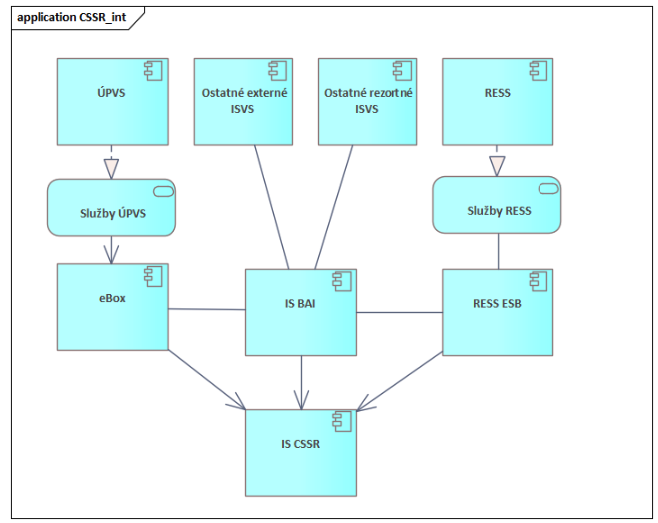 application CSSR_int
ÚPVS
Ostatné externé
ISVS
Ostatné rezortné
ISVS
RESS
Služby ÚPVS
Služby RESS
eBox
IS BAI
RESS ESB
IS CSSR